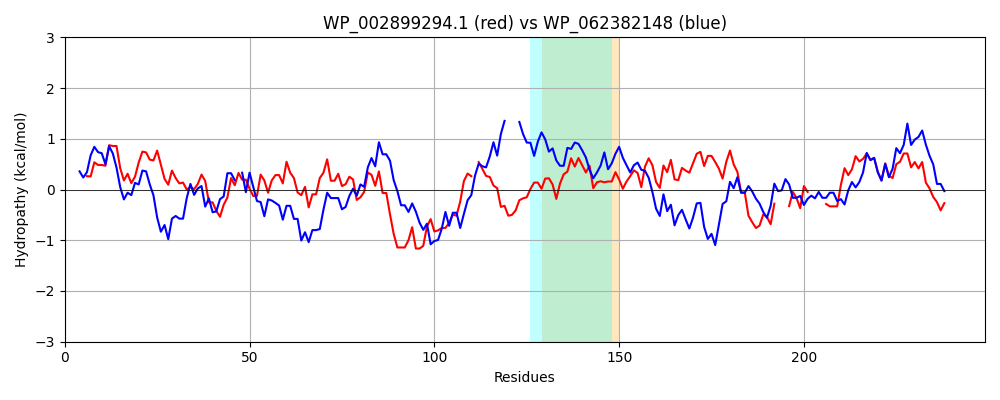 WP_002899294.1 (red) vs WP_062382148 (blue)
Hydropathy (kcal/mol)
3
2
1
0
−1
−2
−3
0 50 100 150 200
Residues